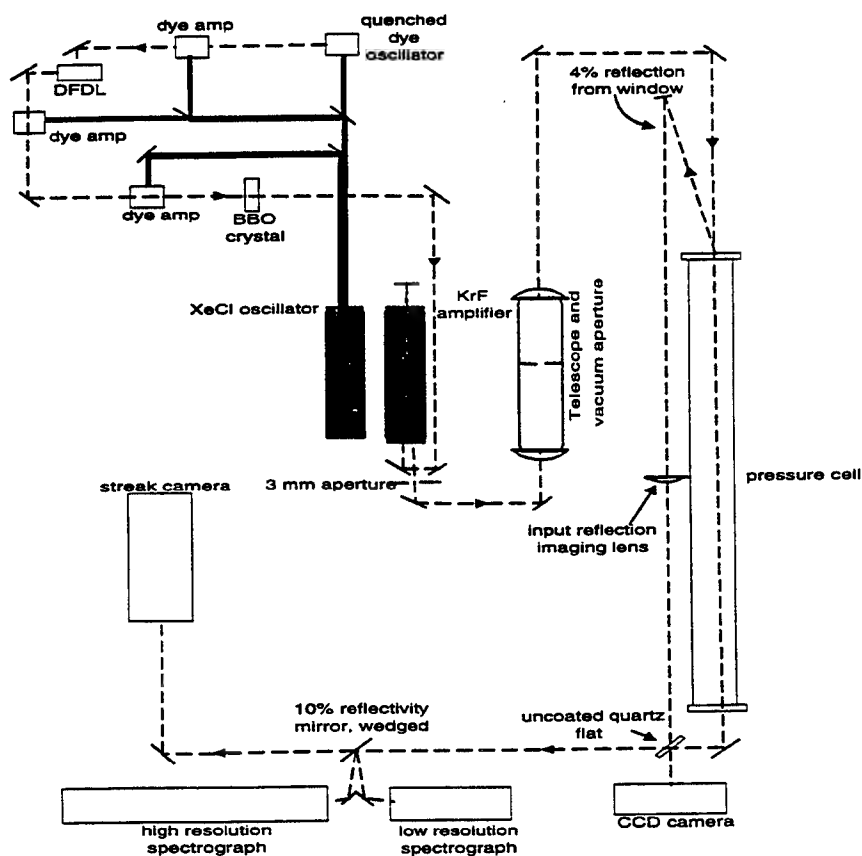 dye amp
quenched
dye
oscillator
DFDL
dye amp
dye amp
BBO
crystal
4% reflection
from window
XeCl oscillator
KrF
amplifier
Telescope and
vacuum aperture
3 mm aperture
streak camera
pressure cell
input reflection
imaging lens
10% reflectivity
mirror, wedged
uncoated quartz
flat
high resolution
spectrograph
low resolution
spectrograph
CCD camera